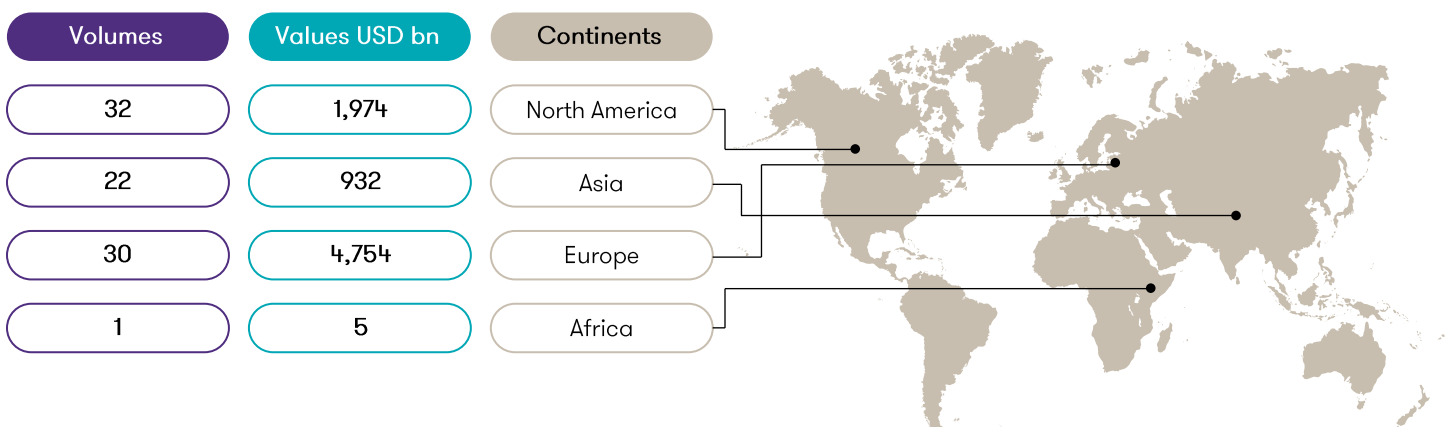 Volumes Values USD bn Continents
32 1,974 North America
22 932 Asia
30 4,754 Europe
1 5 Africa